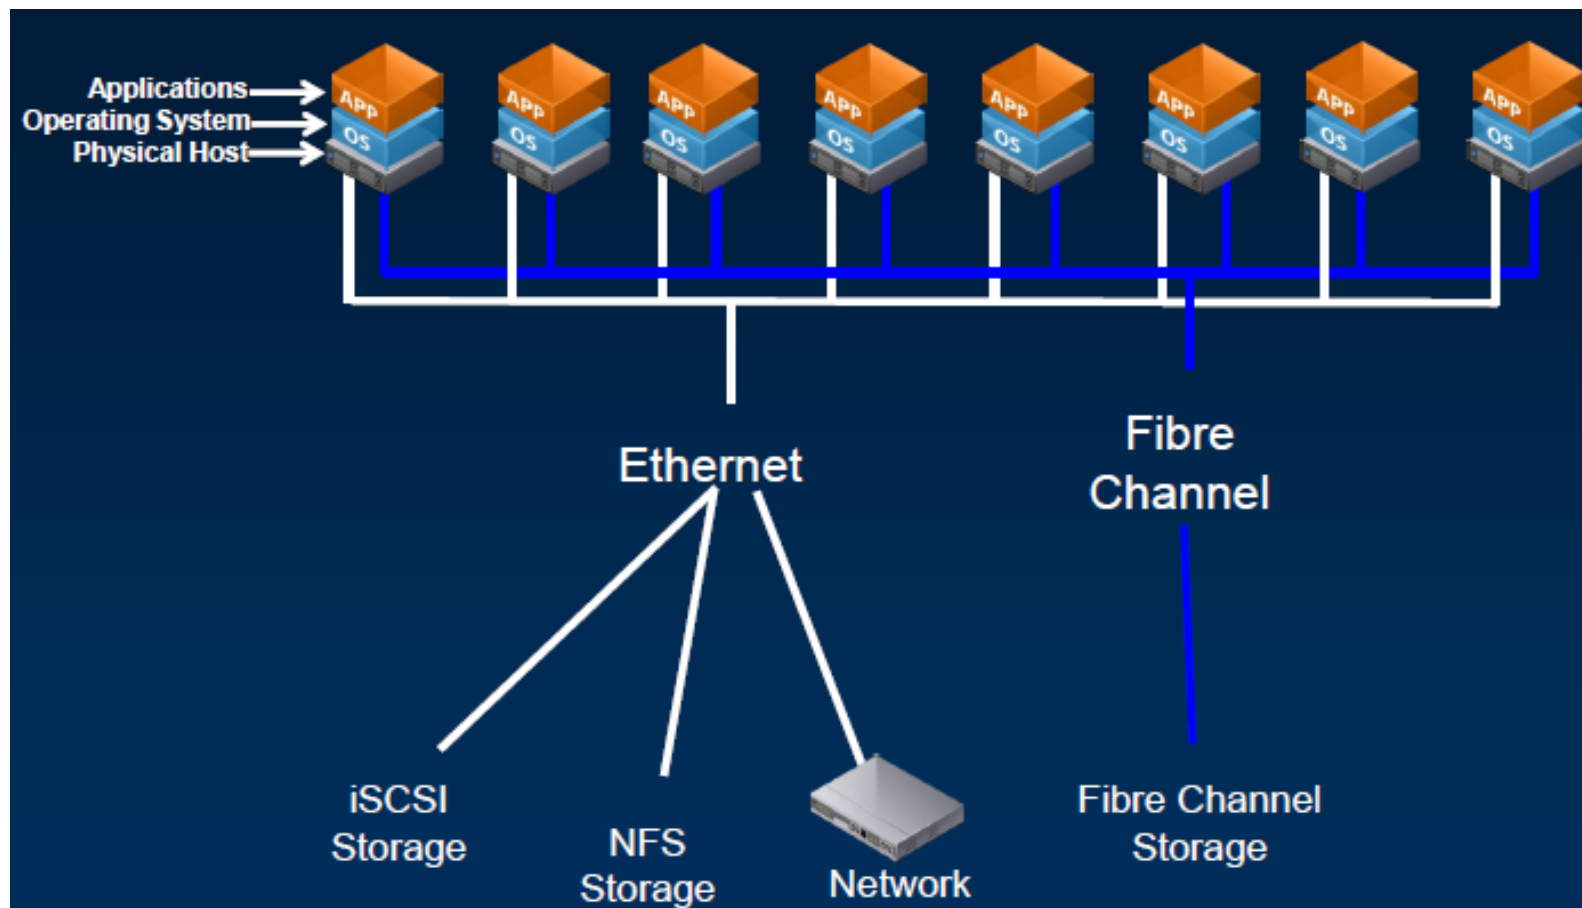 Applications
Operating System
Physical Host
APP
OS
APP
OS
APP
OS
APP
OS
APP
OS
APP
OS
APP
OS
APP
OS
Ethernet
Fibre
Channel
iSCSI
Storage
NFS
Storage
Network
Fibre Channel
Storage